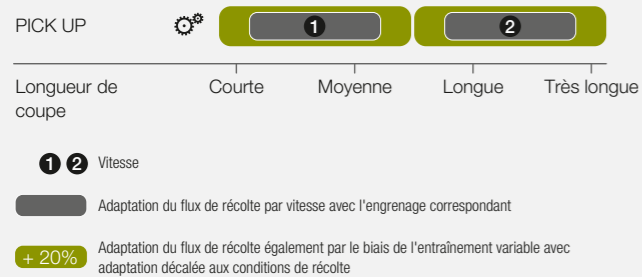 PICK UP 1 2
Longueur de coupe Courte Moyenne Longue Très longue
1 2 Vitesse
Adaptation du flux de récolte par vitesse avec l'engrenage correspondant
+ 20% Adaptation du flux de récolte également par le biais de l'entraînement variable avec
adaptation décalée aux conditions de récolte